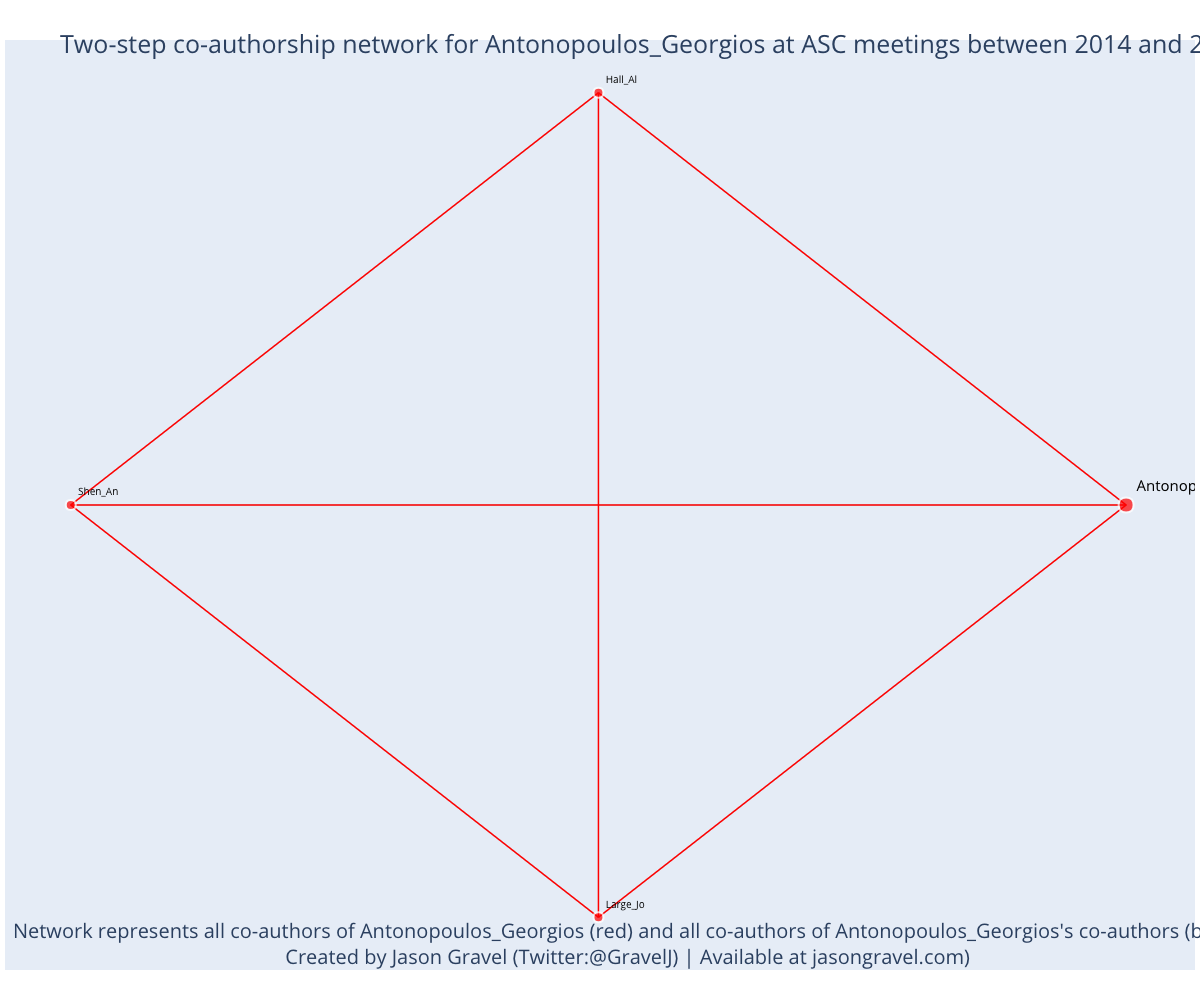 Two-step co-authorship network for Antonopoulos_Georgios at ASC meetings between 2014 and 2
Hall_Al
Shen_An
Antonop
Large_Jo
Network represents all co-authors of Antonopoulos_Georgios (red) and all co-authors of Antonopoulos_Georgios's co-authors (b
Created by Jason Gravel (Twitter:@GravelJ) | Available at jasongravel.com)